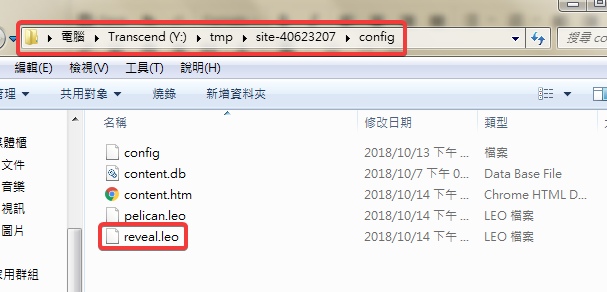 電腦 ▸ Transcend (Y:) ▸ tmp ▸ site-40623207 ▸ config
搜尋 co
編輯(E) 檢視(V) 工具(T) 說明(H)
管理 共用對象 燒錄 新增資料夾
名稱 修改日期 類型
config 2018/10/13 下午 ... 檔案
content.db 2018/10/7 下午 0... Data Base File
content.htm 2018/10/14 下午 ... Chrome HTML D...
pelican.leo 2018/10/14 下午 ... LEO 檔案
reveal.leo 2018/10/14 下午 ... LEO 檔案
媒體櫃
文件
音樂
視訊
圖片
家用群組